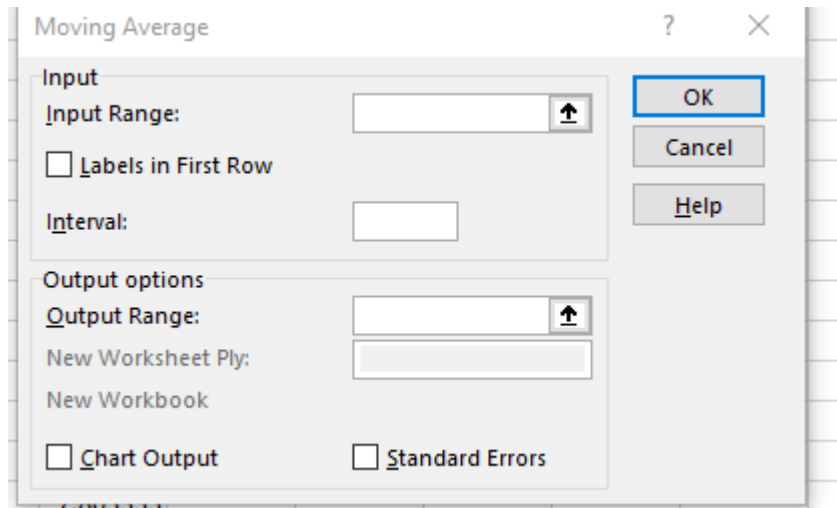 Moving Average ?
Input
Input Range:
OK
Labels in First Row
Cancel
Interval:
Help
Output options
Output Range:
New Worksheet Ply:
New Workbook
Chart Output
Standard Errors